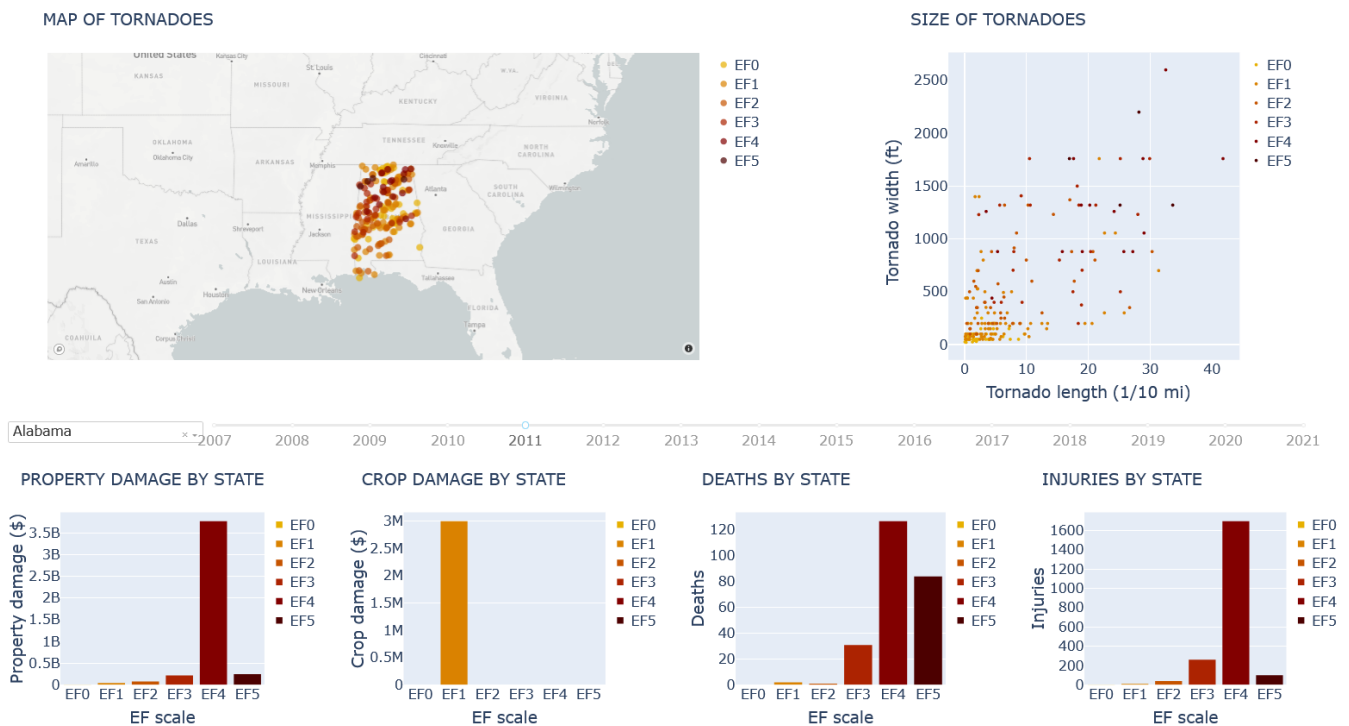 MAP OF TORNADOES
SIZE OF TORNADOES
United States
Kansas City
Cincinnati
KANSAS
St. Louis
MISSOURI
W.VA.
KENTUCKY
VIRGINIA
Norfolk
OKLAHOMA
Oklahoma City
Amarillo
ARKANSAS
Memphis
TENNESSEE
Knoxville
NORTH
CAROLINA
Atlanta
SOUTH
CAROLINA
Wilmington
Dallas
Shreveport
MISSISSIPPI
Jackson
GEORGIA
TEXAS
LOUISIANA
Austin
San Antonio
Houston
New Orleans
Tallahassee
FLORIDA
Tampa
COAHUILA
Corpus Christi
EF0
EF1
EF2
EF3
EF4
EF5
Tornado width (ft)
2500
2000
1500
1000
500
0
0 10 20 30 40
Tornado length (1/10 mi)
EF0
EF1
EF2
EF3
EF4
EF5
Alabama
2007 2008 2009 2010 2011 2012 2013 2014 2015 2016 2017 2018 2019 2020 2021
PROPERTY DAMAGE BY STATE
Property damage ($)
3.5B
3B
2.5B
2B
1.5B
1B
0.5B
0
EF0 EF1 EF2 EF3 EF4 EF5
EF scale
EF0
EF1
EF2
EF3
EF4
EF5
CROP DAMAGE BY STATE
Crop damage ($)
3M
2.5M
2M
1.5M
1M
0.5M
0
EF0 EF1 EF2 EF3 EF4 EF5
EF scale
EF0
EF1
EF2
EF3
EF4
EF5
DEATHS BY STATE
Deaths
120
100
80
60
40
20
0
EF0 EF1 EF2 EF3 EF4 EF5
EF scale
EF0
EF1
EF2
EF3
EF4
EF5
INJURIES BY STATE
Injuries
1600
1400
1200
1000
800
600
400
200
0
EF0 EF1 EF2 EF3 EF4 EF5
EF scale
EF0
EF1
EF2
EF3
EF4
EF5